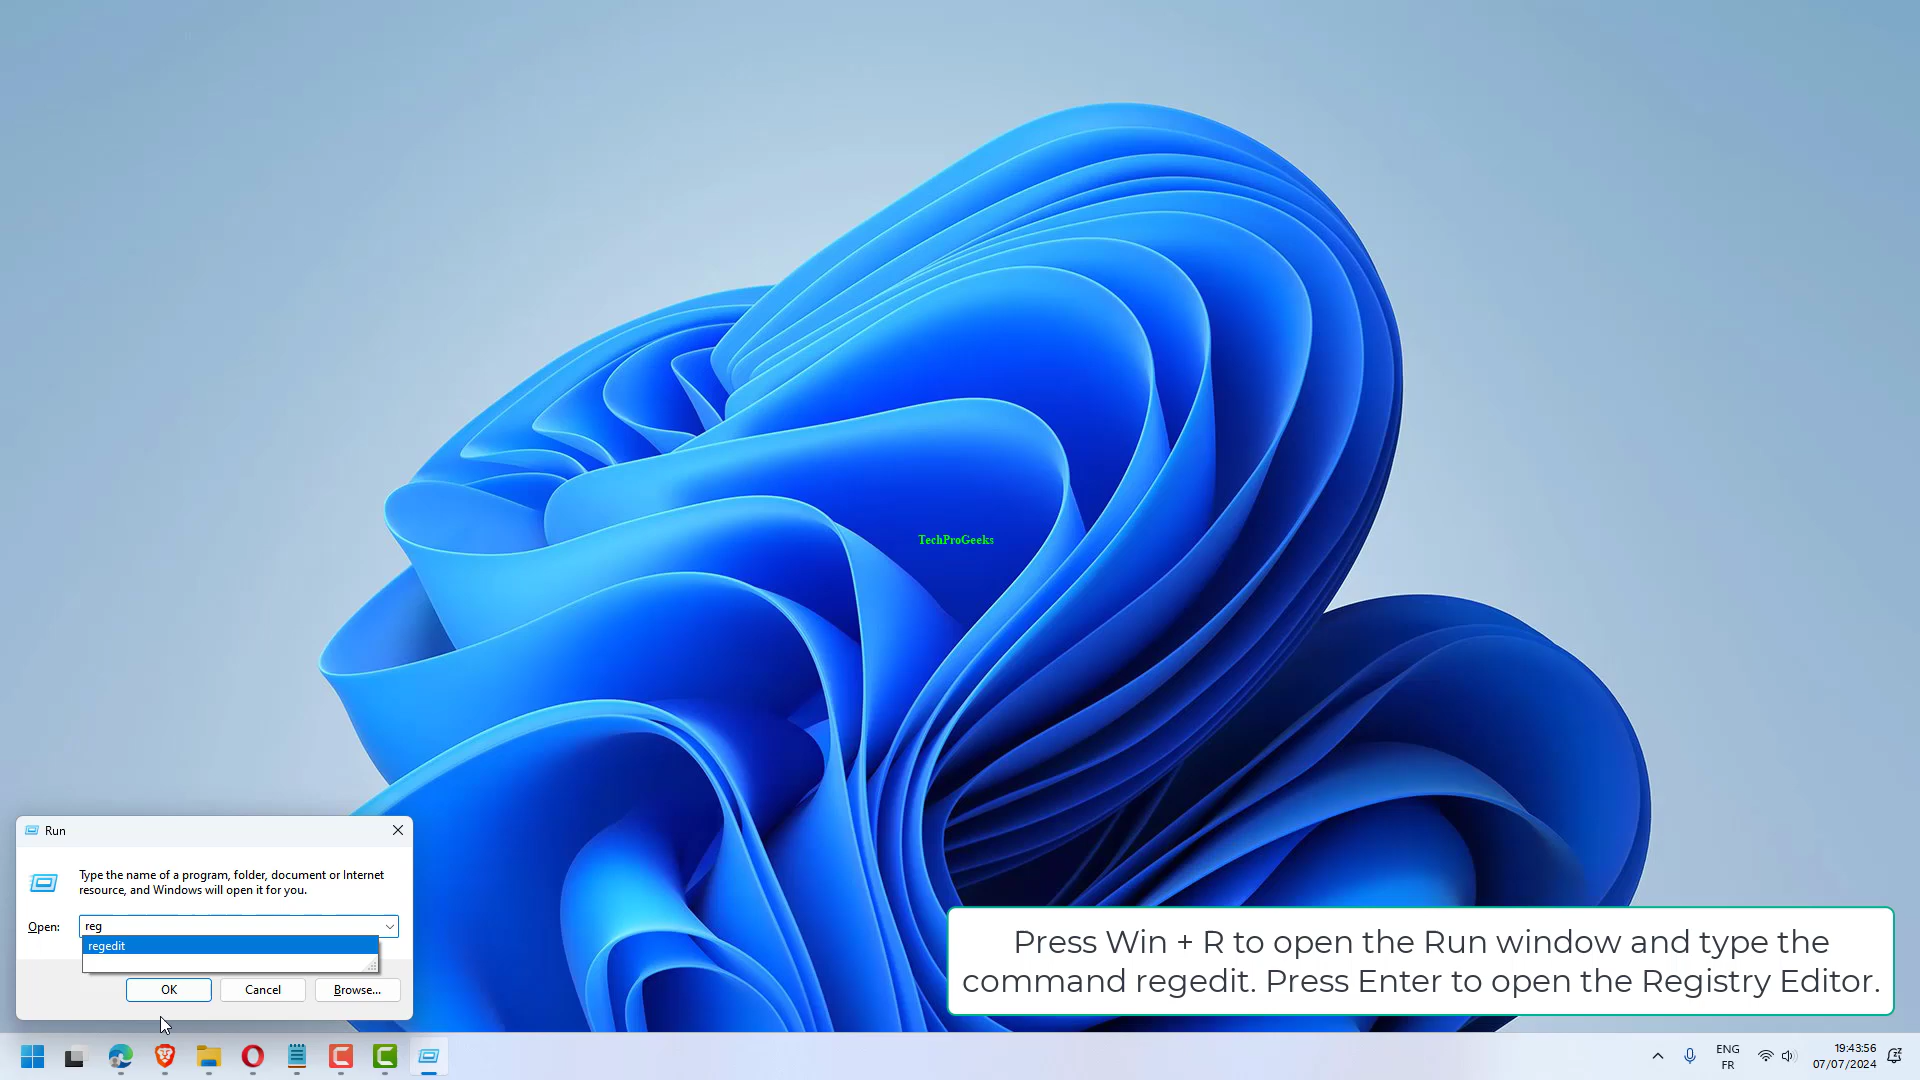 TechProGeeks
Run
Type the name of a program, folder, document or Internet
resource, and Windows will open it for you.
Open: reg
regedit
OK Cancel Browse...
Press Win + R to open the Run window and type the
command regedit. Press Enter to open the Registry Editor.
ENG
FR
19:43:56
07/07/2024